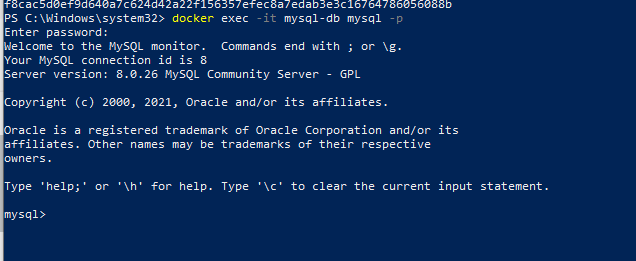 f8cac5d0ef9d640a7c624d42a22f156357efec8a7edab3e3c16764786056088b
PS C:\Windows\system32> docker exec -it mysql-db mysql -p
Enter password:
Welcome to the MySQL monitor.  Commands end with ; or \g.
Your MySQL connection id is 8
Server version: 8.0.26 MySQL Community Server - GPL
Copyright (c) 2000, 2021, Oracle and/or its affiliates.
Oracle is a registered trademark of Oracle Corporation and/or its
affiliates. Other names may be trademarks of their respective
owners.
Type 'help;' or '\h' for help. Type '\c' to clear the current input statement.
mysql>